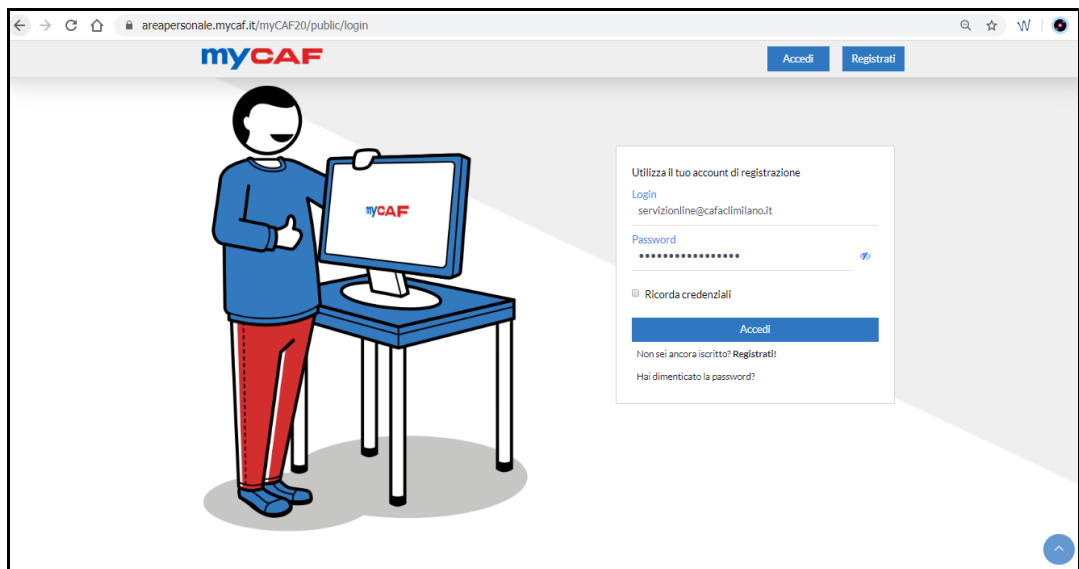 areapersonale.mycaf.it/myCAF20/public/login
myCAF
Accedi
Registrati
myCAF
Utilizza il tuo account di registrazione
Login
servizionline@cafaclimilano.it
Password
•••••••••••••••••
Ricorda credenziali
Accedi
Non sei ancora iscritto? Registrati!
Hai dimenticato la password?